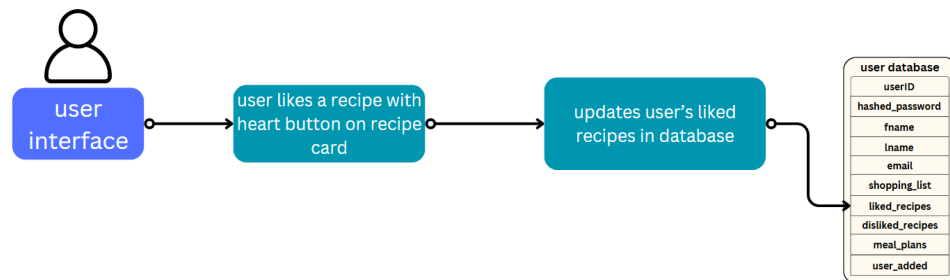 user
interface
user likes a recipe with
heart button on recipe
card
updates user’s liked
recipes in database
user database
userID
hashed_password
fname
lname
email
shopping_list
liked_recipes
disliked_recipes
meal_plans
user_added